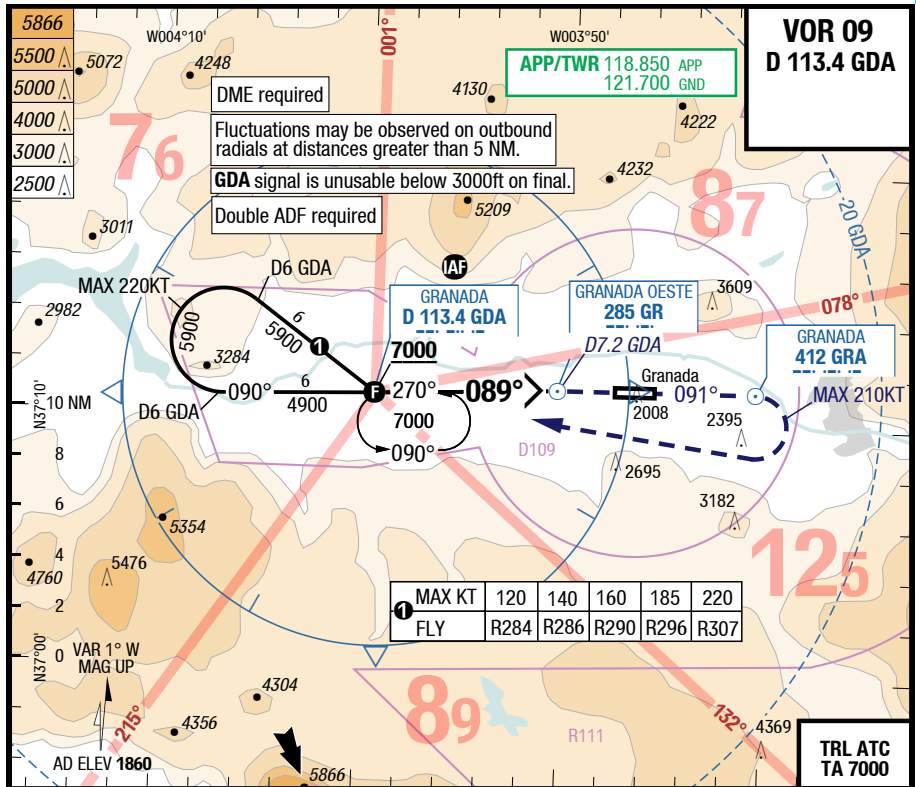 5866
5500
5000
4000
3000
2500
W004°10'
W003°50'
001°
VOR 09
D 113.4 GDA
APP/TWR 118.850 APP
121.700 GND
5072
4248
4130
4222
DME required
Fluctuations may be observed on outbound
radials at distances greater than 5 NM.
GDA signal is unusable below 3000ft on final.
Double ADF required
76
87
4232
5209
3011
20 GDA
IAF
D6 GDA
MAX 220KT
5900
6
5900
1
2982
3284
GRANADA
D 113.4 GDA
GRANADA OESTE
285 GR
3609
078°
GRANADA
412 GRA
7000
D7.2 GDA
Granada
F
090°
6
4900
270°
089°
091°
MAX 210KT
D6 GDA
7000
090°
2008
2395
D109
2695
N37°10'
10 NM
8
6
4
2
0
3182
5354
5476
4760
125
1 MAX KT 120 140 160 185 220
FLY R284 R286 R290 R296 R307
N37°00'
VAR 1° W
MAG UP
215°
4304
4356
89
R111
132°
4369
AD ELEV 1860
5866
TRL ATC
TA 7000